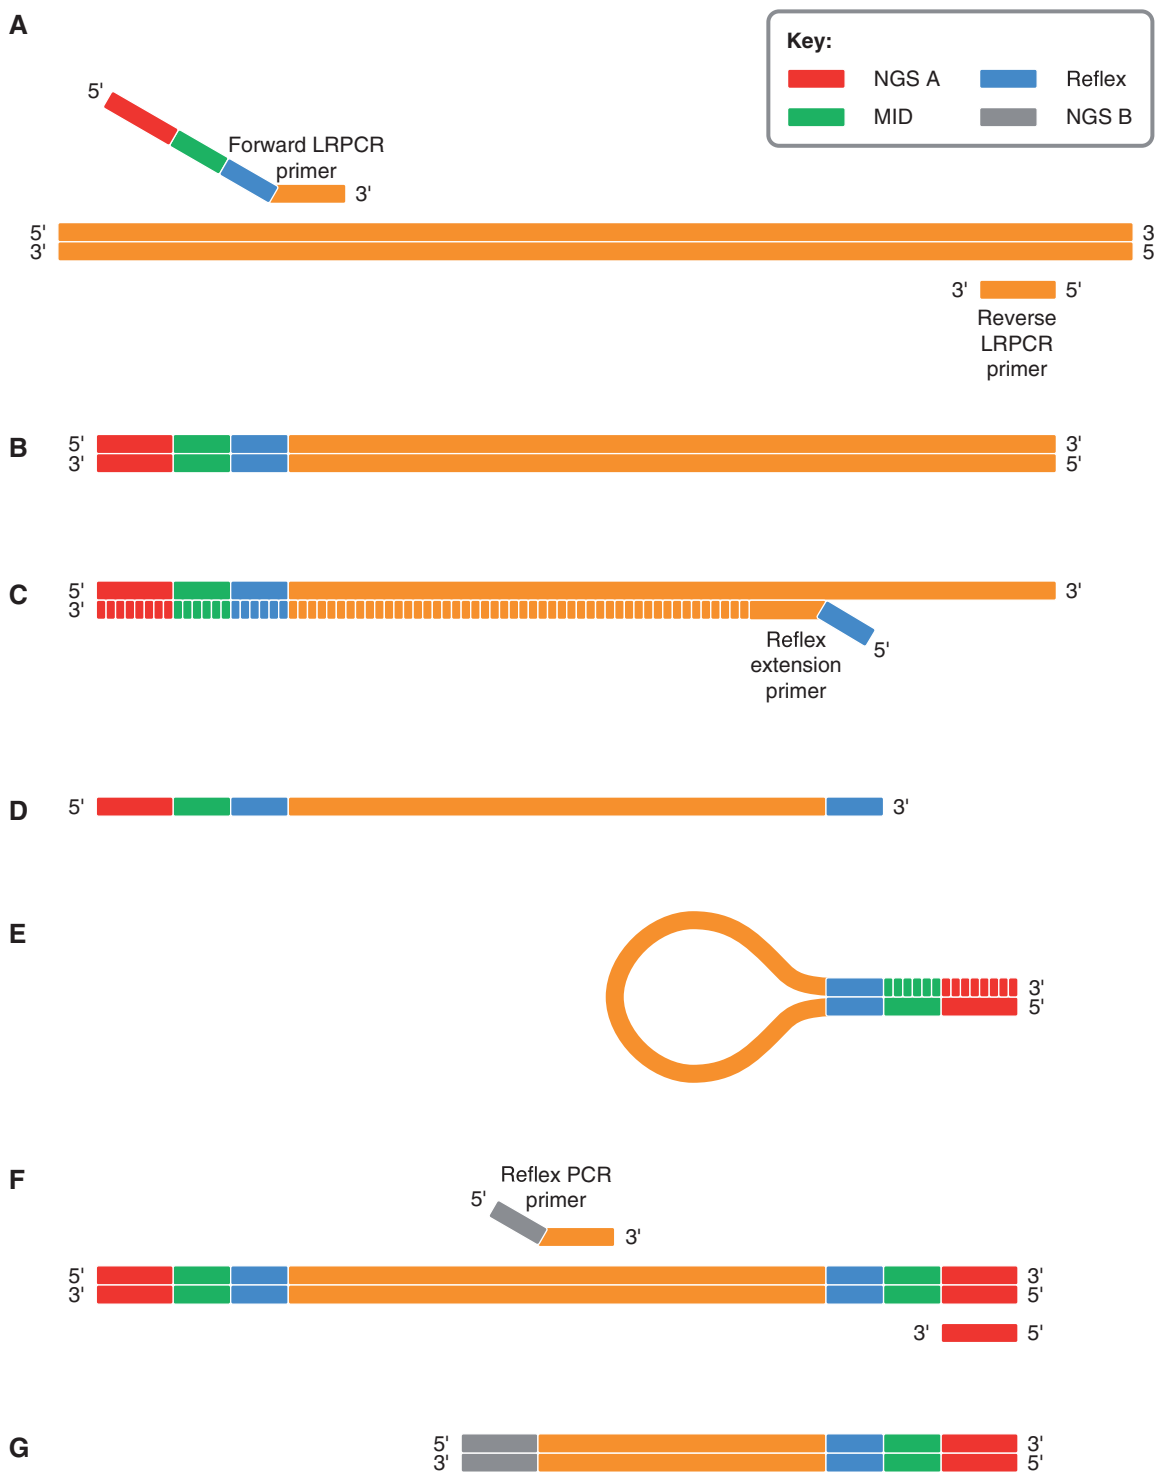 A
Key:
NGS A
Reflex
MID
NGS B
5'
Forward LRPCR
primer
3'
5'
3
3'
5
3'
5'
Reverse
LRPCR
primer
B
5'
3'
3'
5'
C
5'
3'
3'
Reflex
extension
primer
5'
D
5'
3'
E
3'
5'
F
Reflex PCR
primer
5'
3'
5'
3'
3'
5'
3'
5'
G
5'
3'
3'
5'